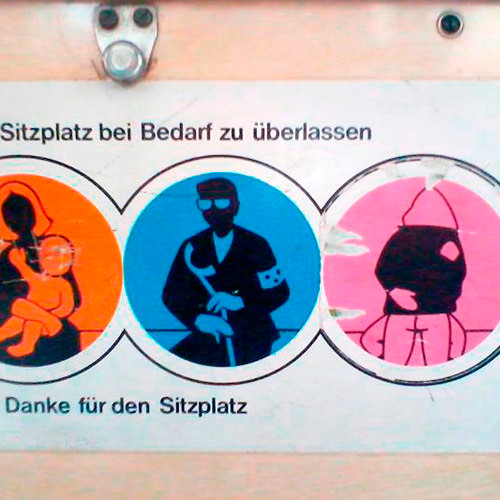 Sitzplatz bei Bedarf zu überlassen
Danke für den Sitzplatz